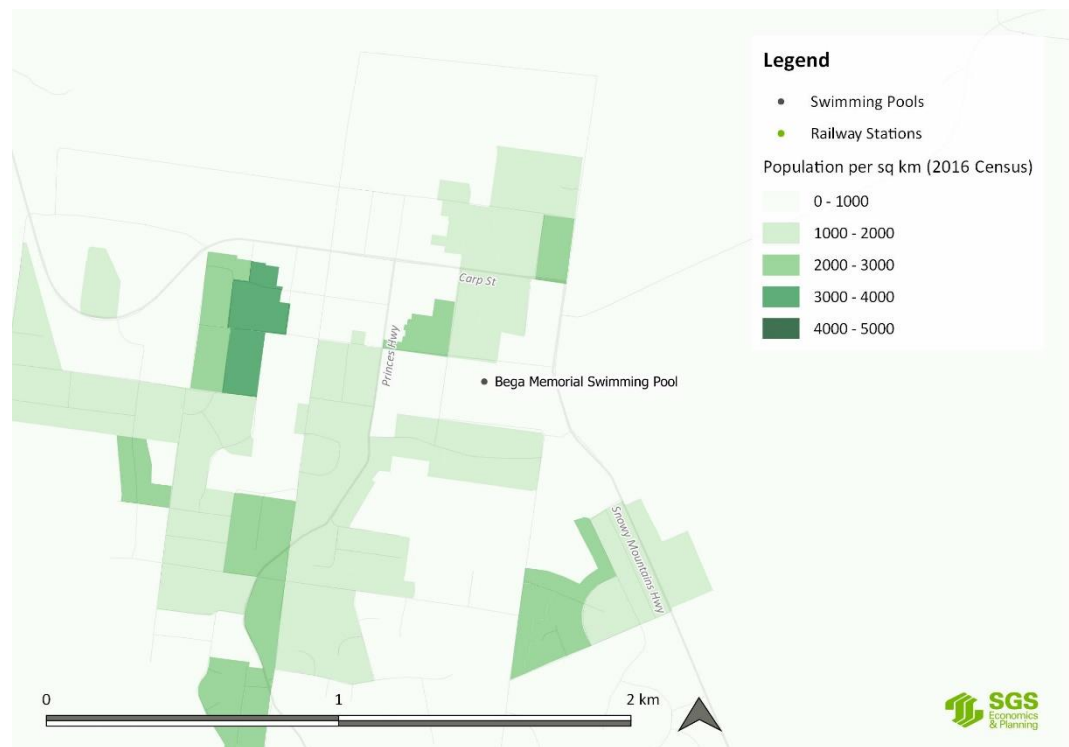 Legend
Swimming Pools
Railway Stations
Population per sq km (2016 Census)
0 - 1000
1000 - 2000
2000 - 3000
3000 - 4000
4000 - 5000
Carp St
Princes Hwy
Bega Memorial Swimming Pool
Snowy Mountains Hwy
0 1 2 km
SGS
Economics
& Planning